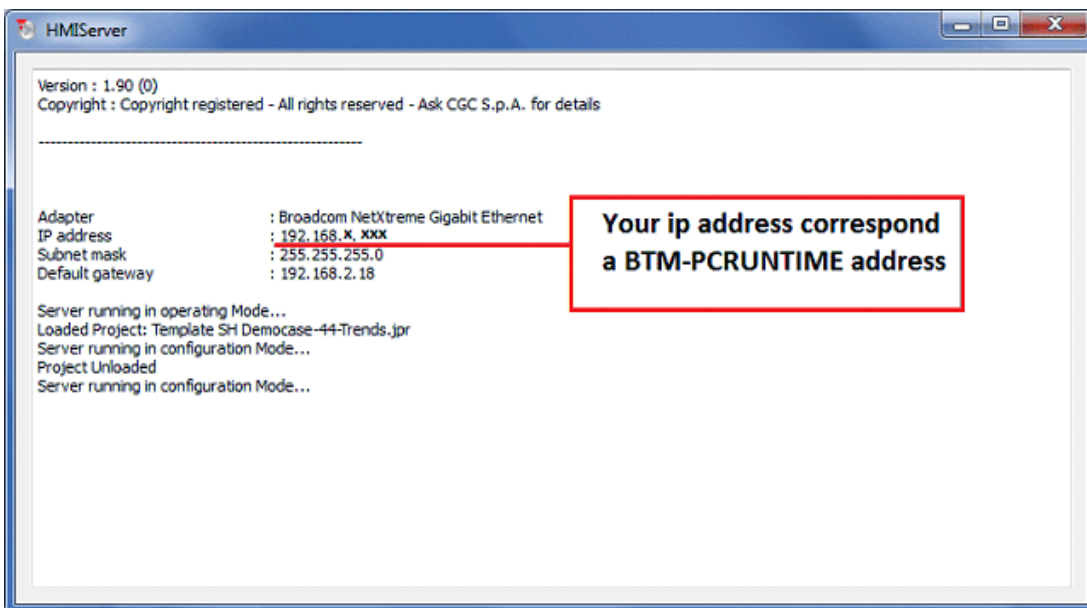 HMIServer
Version : 1.90 (0)
Copyright : Copyright registered - All rights reserved - Ask CGC S.p.A. for details
------------------------------------------------------
Adapter : Broadcom NetXtreme Gigabit Ethernet
IP address : 192.168.x, xxx
Subnet mask : 255.255.255.0
Default gateway : 192.168.2.18
Your ip address correspond
a BTM-PCRUNTIME address
Server running in operating Mode...
Loaded Project: Template SH Democase-44-Trends.jpr
Server running in configuration Mode...
Project Unloaded
Server running in configuration Mode...